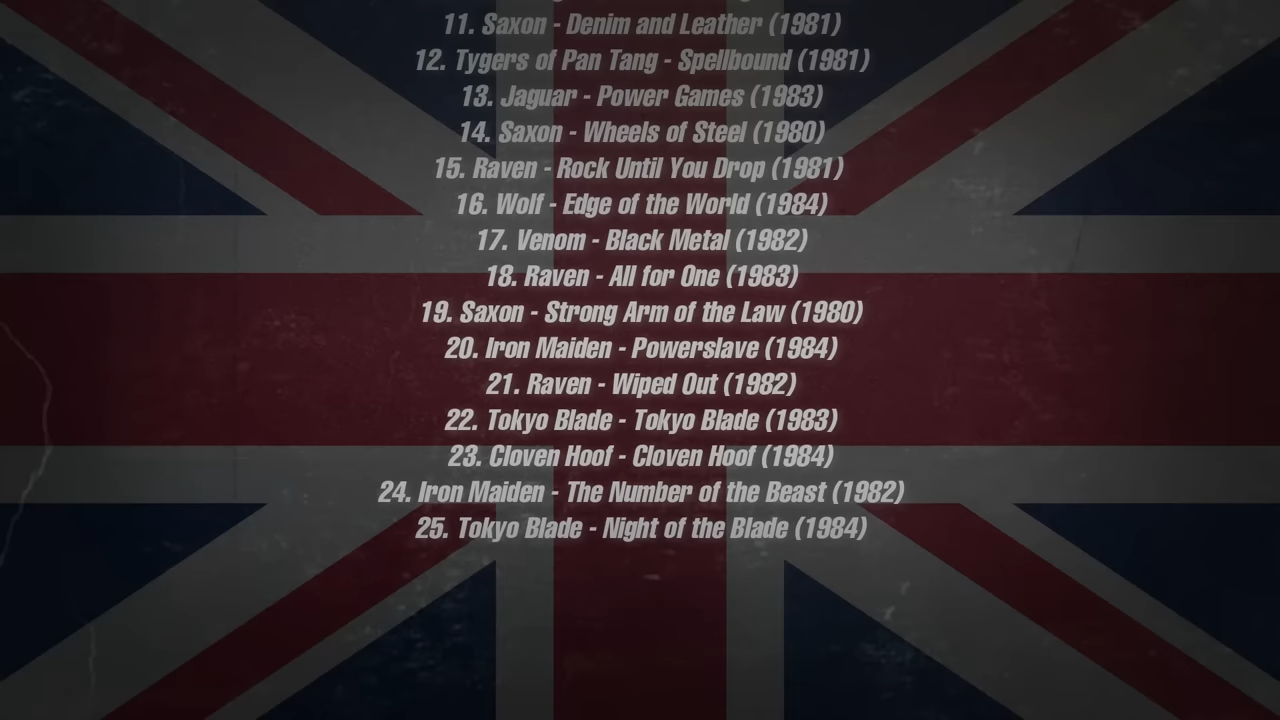 11. Saxon - Denim and Leather (1981)
12. Tygers of Pan Tang - Spellbound (1981)
13. Jaguar - Power Games (1983)
14. Saxon - Wheels of Steel (1980)
15. Raven - Rock Until You Drop (1981)
16. Wolf - Edge of the World (1984)
17. Venom - Black Metal (1982)
18. Raven - All for One (1983)
19. Saxon - Strong Arm of the Law (1980)
20. Iron Maiden - Powerslave (1984)
21. Raven - Wiped Out (1982)
22. Tokyo Blade - Tokyo Blade (1983)
23. Cloven Hoof - Cloven Hoof (1984)
24. Iron Maiden - The Number of the Beast (1982)
25. Tokyo Blade - Night of the Blade (1984)